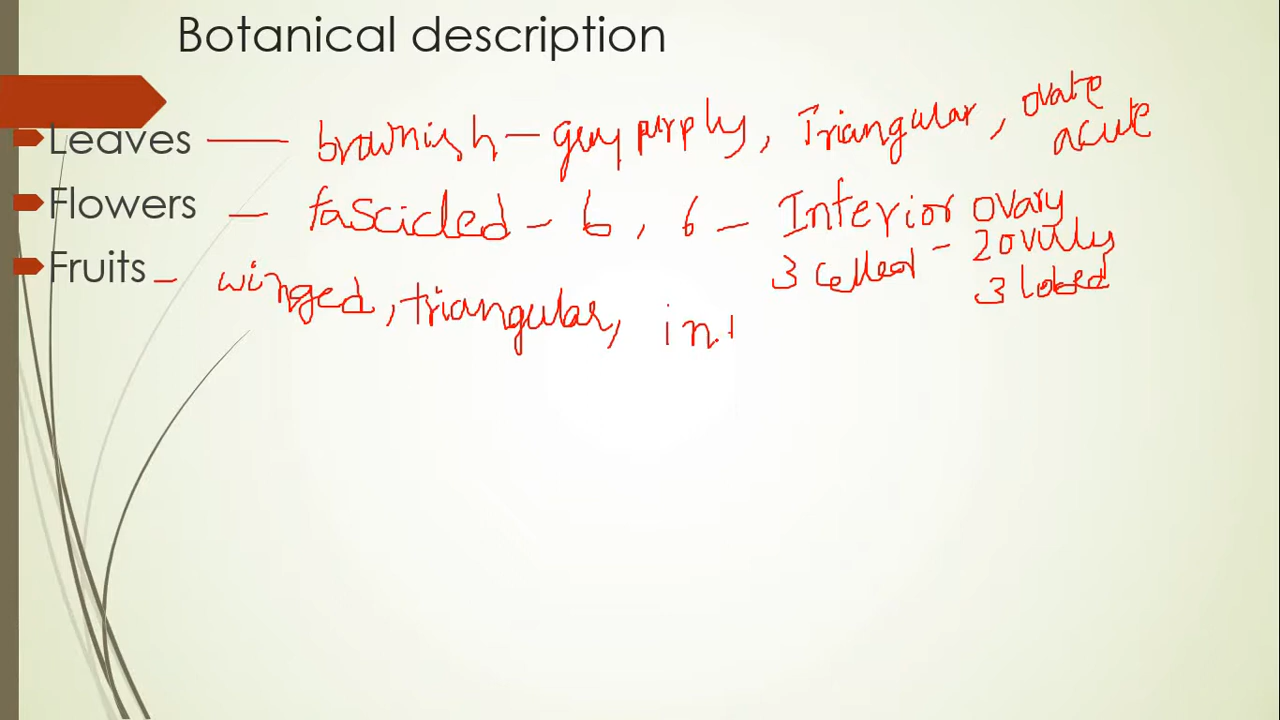 Botanical description
Leaves — brownish – grey purply, Triangular, ovate
acute
Flowers – fascicled – 6, 6 – Interior ovary
3 celled – 2 ovules
3 lobed
Fruits – winged, triangular, in